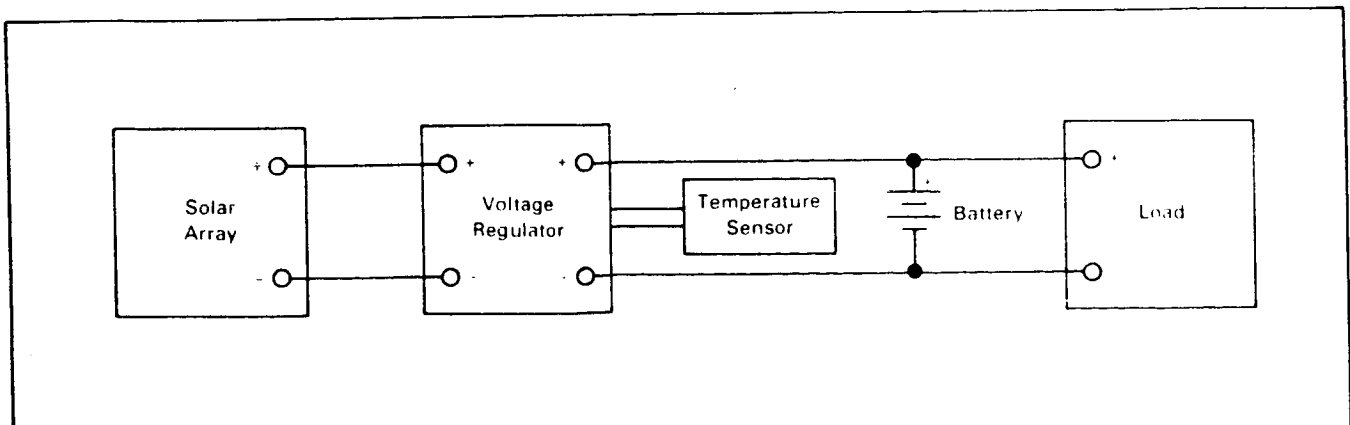 Solar
Array
+
-
Voltage
Regulator
+
-
+
-
Temperature
Sensor
+
Battery
Load
+